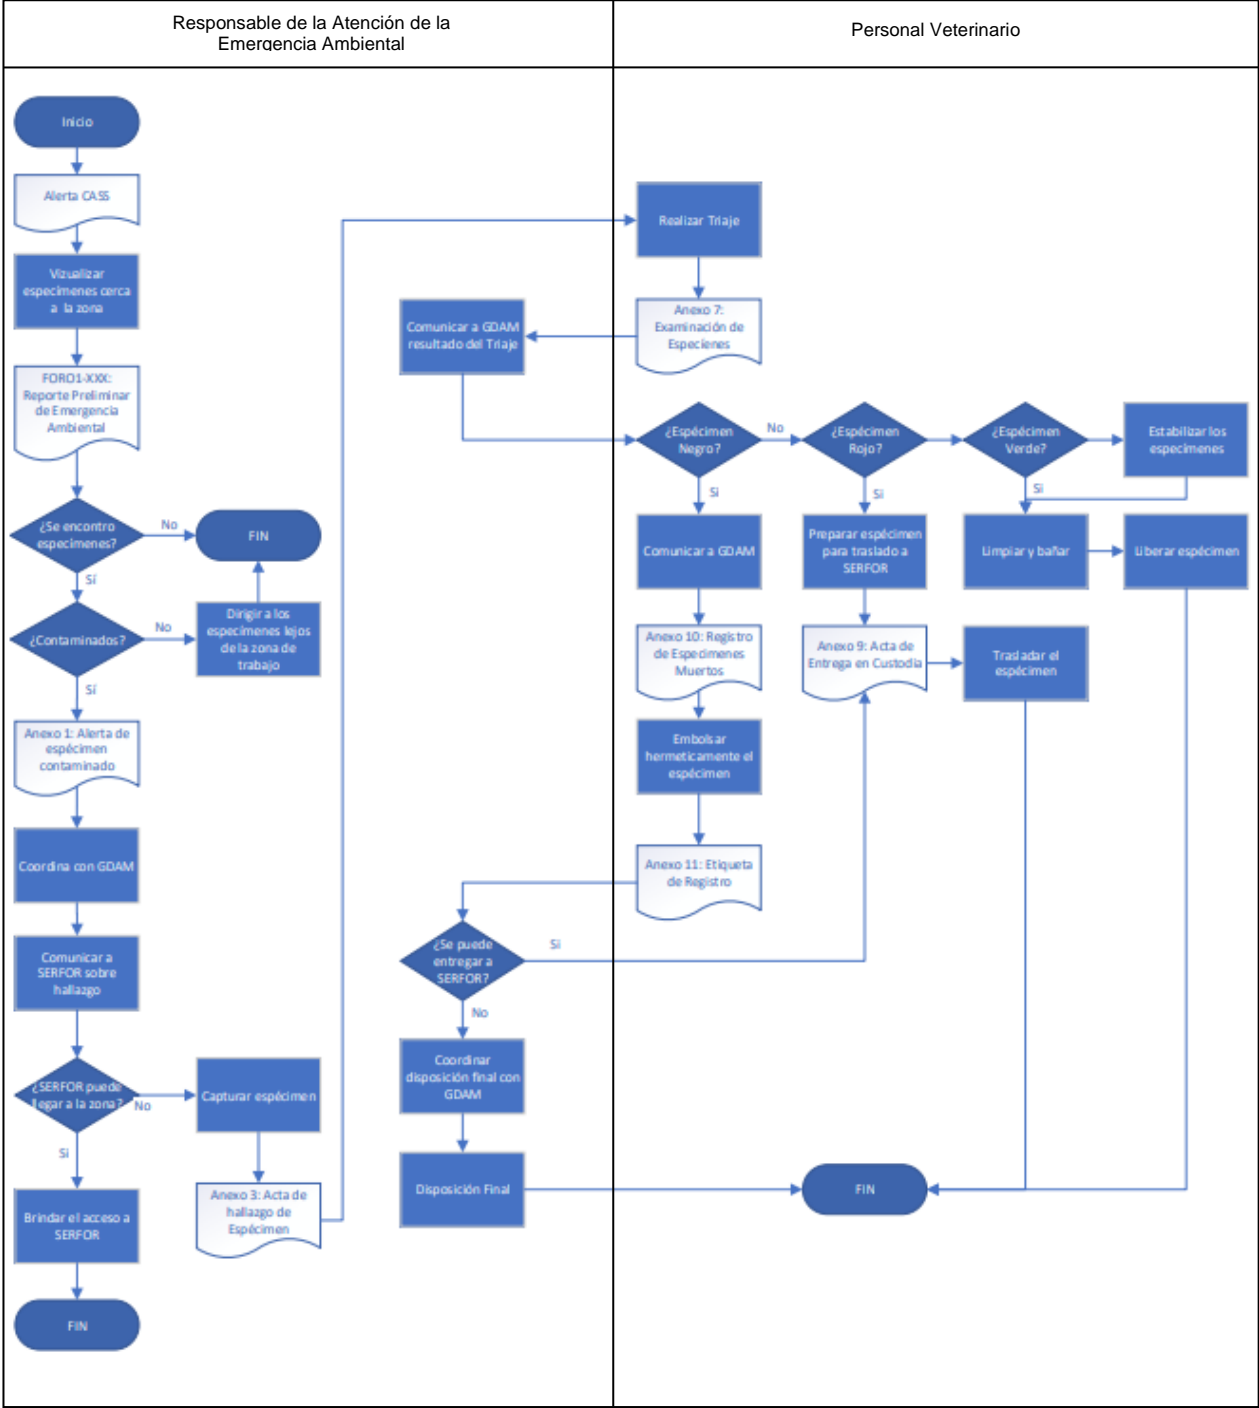 Responsable de la Atención de la
Emergencia Ambiental
Personal Veterinario
Inicio
Alerta CASS
Vizualizar
especímenes cerca
a la zona
FORO1-XXX:
Reporte Preliminar
de Emergencia
Ambiental
¿Se encontro
especimenes?
No
FIN
Sí
¿Contaminados?
No
Dirigir a los
especímenes lejos
de la zona de
trabajo
Sí
Anexo 1: Alerta de
espécimen
contaminado
Coordina con GDAM
Comunicar a
SERFOR sobre
hallazgo
¿SERFOR puede
llegar a la zona?
No
Capturar espécimen
Si
Anexo 3: Acta de
hallazgo de
Espécimen
Brindar el acceso a
SERFOR
FIN
Realizar Triaje
Anexo 7:
Examinación de
Especíenes
Comunicar a GDAM
resultado del Triaje
¿Espécimen
Negro?
No
¿Espécimen
Rojo?
¿Espécimen
Verde?
Estabilizar los
especímenes
Si
Si
Si
Comunicar a GDAM
Preparar espécimen
para traslado a
SERFOR
Limpiar y bañar
Liberar espécimen
Anexo 10: Registro
de Especimenes
Muertos
Anexo 9: Acta de
Entrega en Custodia
Trasladar el
espécimen
Embolsar
hermeticamente el
espécimen
Anexo 11: Etiqueta
de Registro
¿Se puede
entregar a
SERFOR?
Si
No
Coordinar
disposición final con
GDAM
Disposición Final
FIN